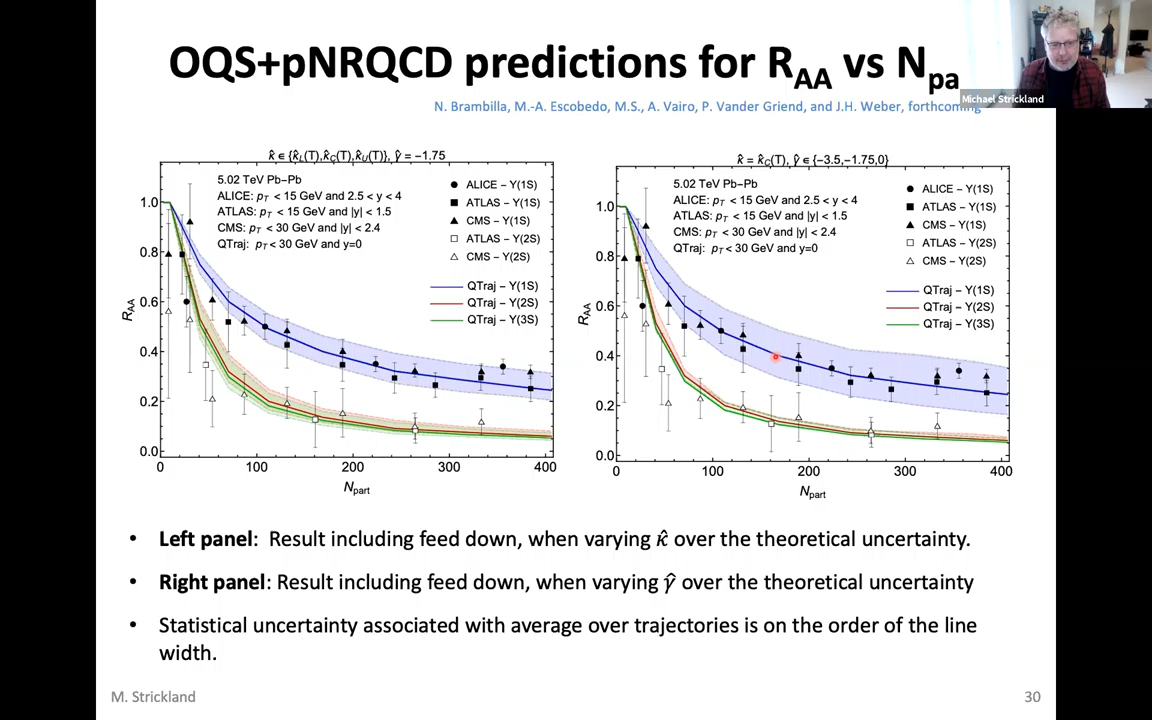 OQS+pNRQCD predictions for R_AA vs N_pa
Michael Strickland
N. Brambilla, M.-A. Escobedo, M.S., A. Vairo, P. Vander Griend, and J.H. Weber, forthcoming
κ̂ ∈ {κ̂_L(T),κ̂_C(T),κ̂_U(T)}, γ̂ = −1.75
5.02 TeV Pb−Pb
ALICE: p_T < 15 GeV and 2.5 < y < 4
ATLAS: p_T < 15 GeV and |y| < 1.5
CMS: p_T < 30 GeV and |y| < 2.4
QTraj: p_T < 30 GeV and y=0
ALICE − Υ(1S)
ATLAS − Υ(1S)
CMS − Υ(1S)
ATLAS − Υ(2S)
CMS − Υ(2S)
QTraj − Υ(1S)
QTraj − Υ(2S)
QTraj − Υ(3S)
1.0
0.8
0.6
0.4
0.2
0.0
R_AA
0 100 200 300 400
N_part
κ̂ = κ̂_C(T), γ̂ ∈ {−3.5,−1.75,0}
5.02 TeV Pb−Pb
ALICE: p_T < 15 GeV and 2.5 < y < 4
ATLAS: p_T < 15 GeV and |y| < 1.5
CMS: p_T < 30 GeV and |y| < 2.4
QTraj: p_T < 30 GeV and y=0
ALICE − Υ(1S)
ATLAS − Υ(1S)
CMS − Υ(1S)
ATLAS − Υ(2S)
CMS − Υ(2S)
QTraj − Υ(1S)
QTraj − Υ(2S)
QTraj − Υ(3S)
1.0
0.8
0.6
0.4
0.2
0.0
R_AA
0 100 200 300 400
N_part
• Left panel: Result including feed down, when varying κ̂ over the theoretical uncertainty.
• Right panel: Result including feed down, when varying γ̂ over the theoretical uncertainty
• Statistical uncertainty associated with average over trajectories is on the order of the line
width.
M. Strickland
30